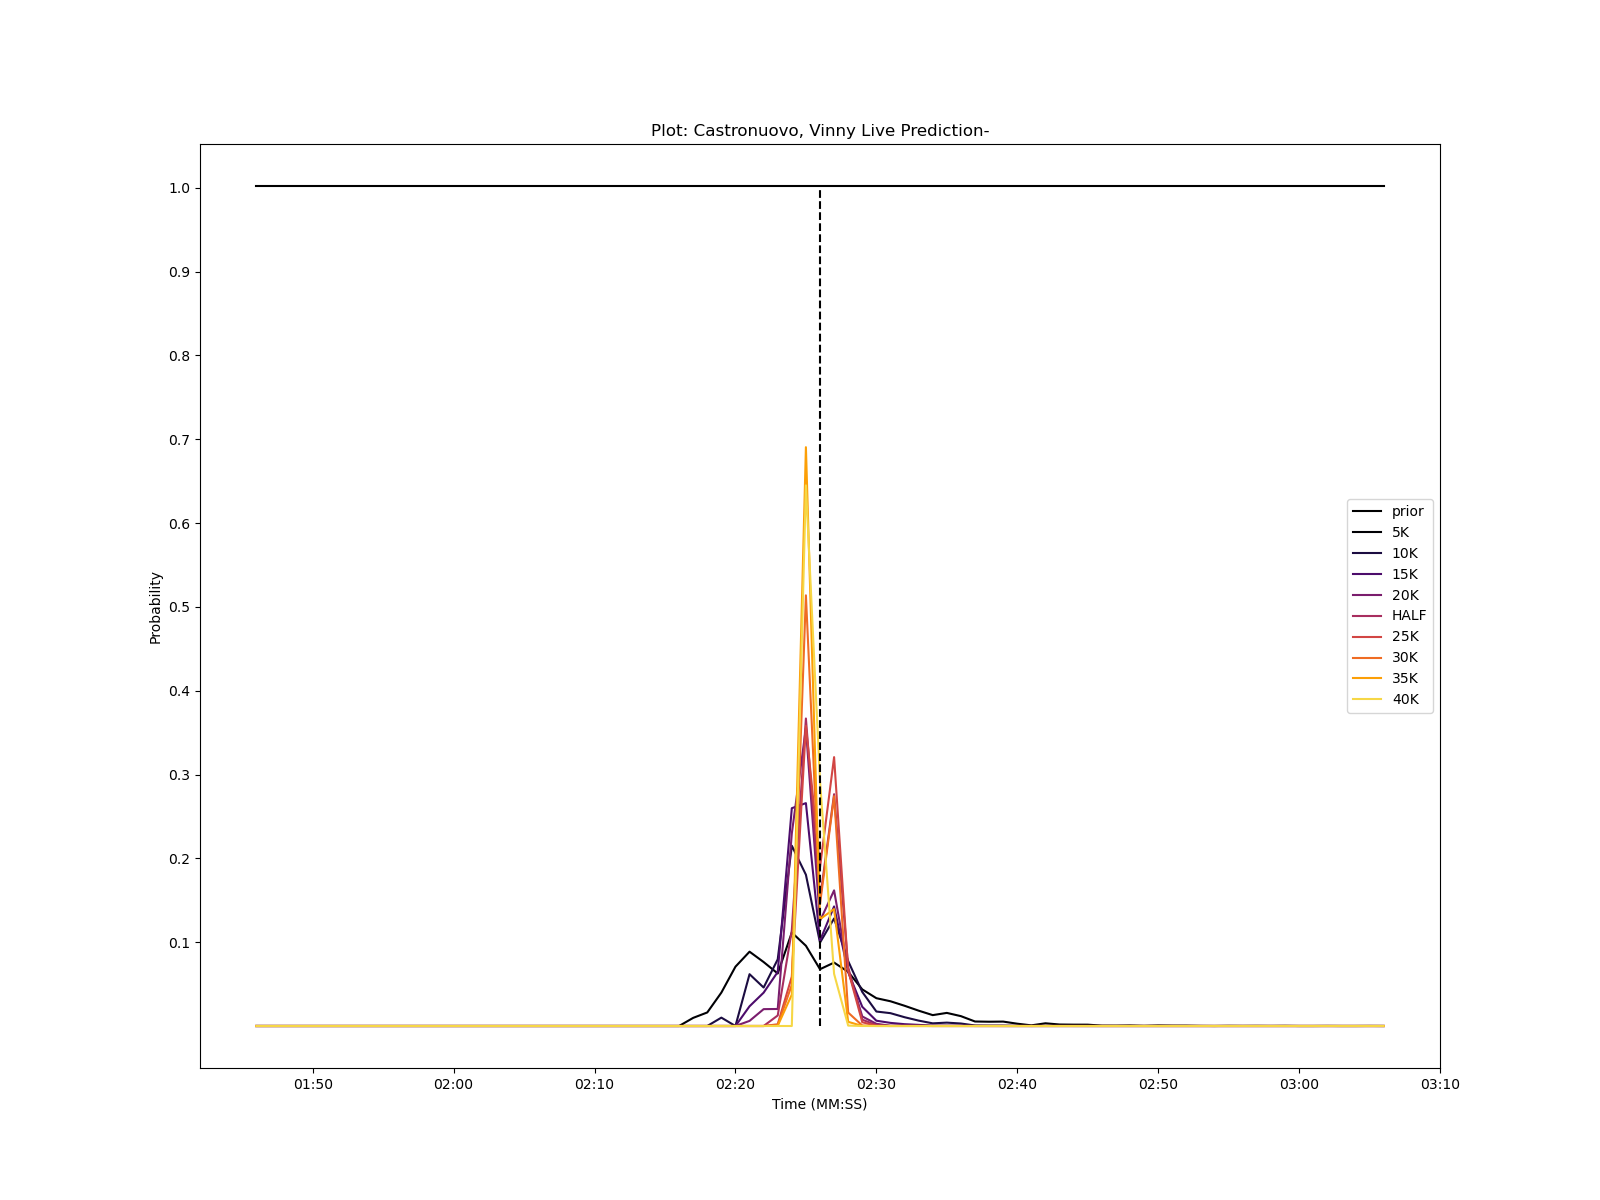 Plot: Castronuovo, Vinny Live Prediction-
1.0
0.9
0.8
0.7
0.6
0.5
0.4
0.3
0.2
0.1
Probability
prior
5K
10K
15K
20K
HALF
25K
30K
35K
40K
01:50 02:00 02:10 02:20 02:30 02:40 02:50 03:00 03:10
Time (MM:SS)